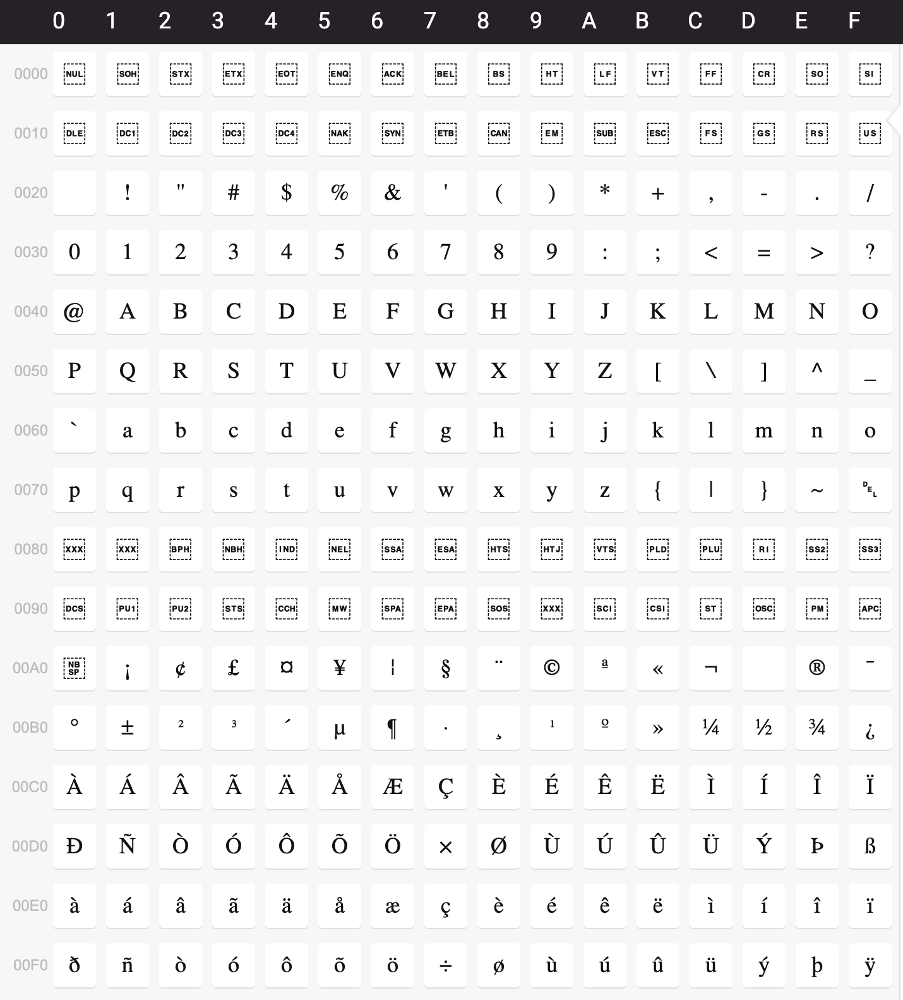 0 1 2 3 4 5 6 7 8 9 A B C D E F
0000 NUL SOH STX ETX EOT ENQ ACK BEL BS HT LF VT FF CR SO SI
0010 DLE DC1 DC2 DC3 DC4 NAK SYN ETB CAN EM SUB ESC FS GS RS US
0020 ! " # $ % & ' ( ) * + , - . /
0030 0 1 2 3 4 5 6 7 8 9 : ; < = > ?
0040 @ A B C D E F G H I J K L M N O
0050 P Q R S T U V W X Y Z [ \ ] ^ _
0060 ` a b c d e f g h i j k l m n o
0070 p q r s t u v w x y z { | } ~ DEL
0080 XXX XXX BPH NBH IND NEL SSA ESA HTS HTJ VTS PLD PLU RI SS2 SS3
0090 DCS PU1 PU2 STS CCH MW SPA EPA SOS XXX SCI CSI ST OSC PM APC
00A0 NBSP ¡ ¢ £ ¤ ¥ ¦ § ¨ © ª « ¬ ® ¯
00B0 ° ± ² ³ ´ µ ¶ · ¸ ¹ º » ¼ ½ ¾ ¿
00C0 À Á Â Ã Ä Å Æ Ç È É Ê Ë Ì Í Î Ï
00D0 Ð Ñ Ò Ó Ô Õ Ö × Ø Ù Ú Û Ü Ý Þ ß
00E0 à á â ã ä å æ ç è é ê ë ì í î ï
00F0 ð ñ ò ó ô õ ö ÷ ø ù ú û ü ý þ ÿ